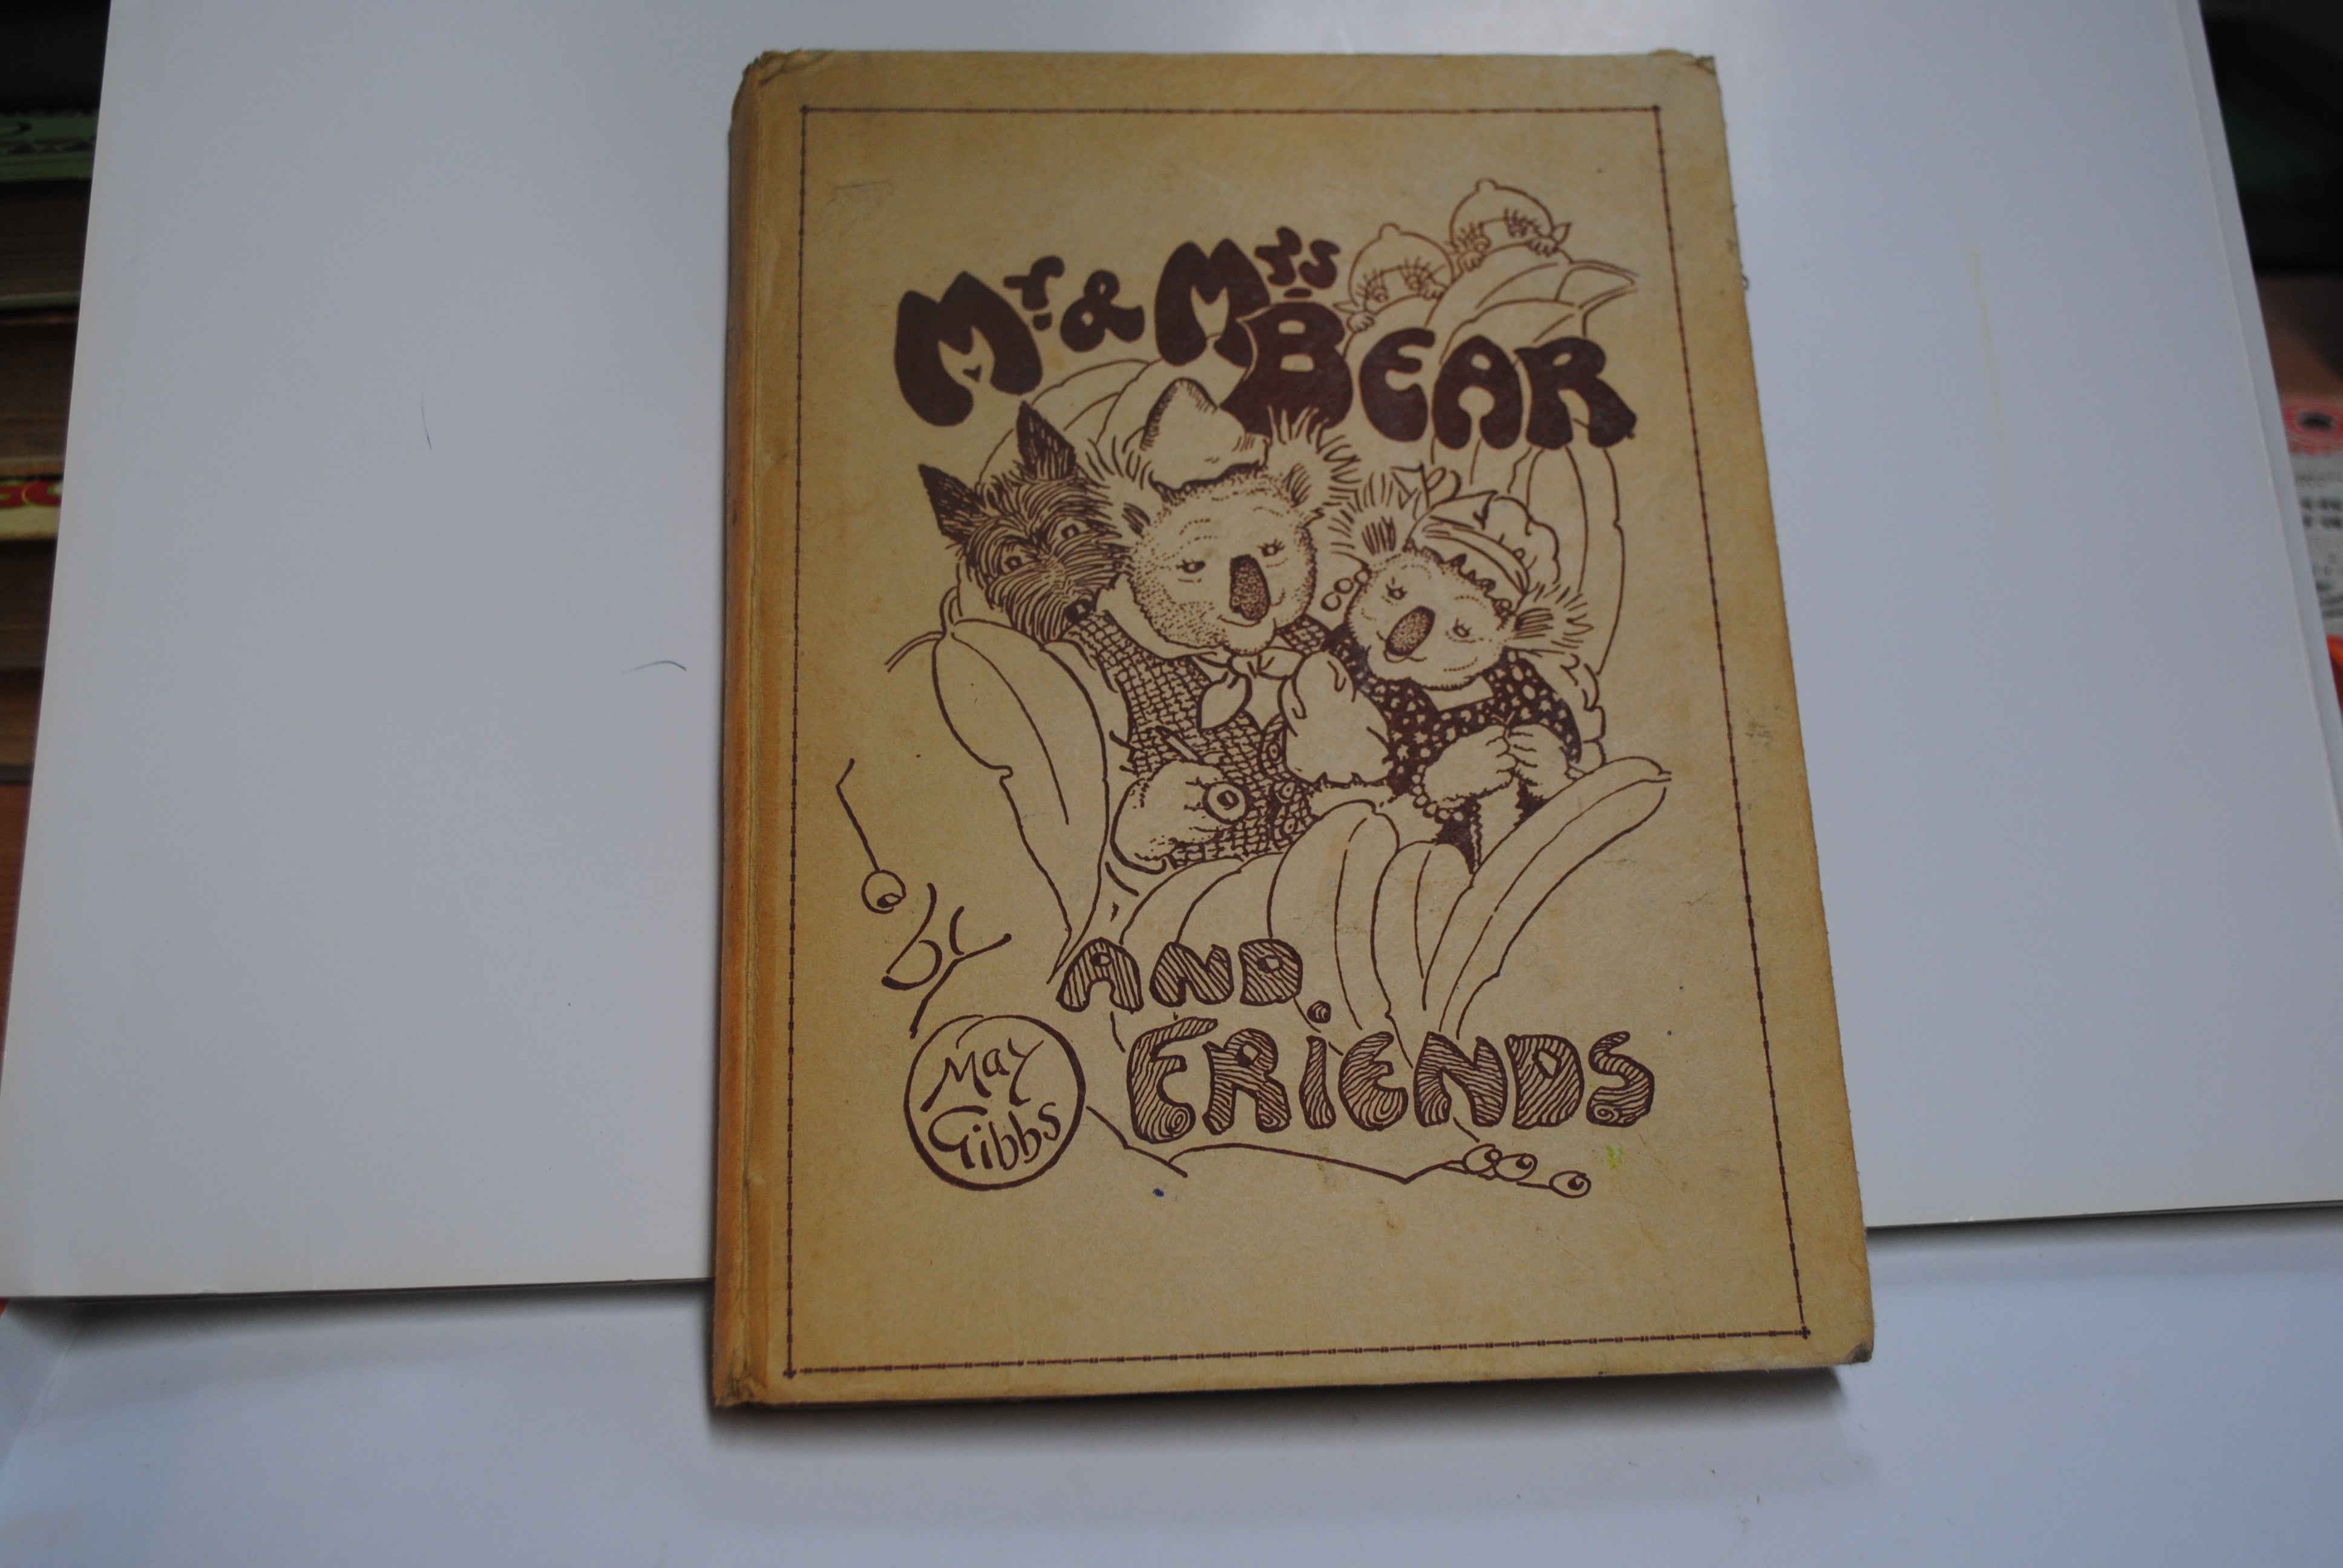 Mr & Mrs
BEAR
by
AND
FRiENDS
May
Gibbs